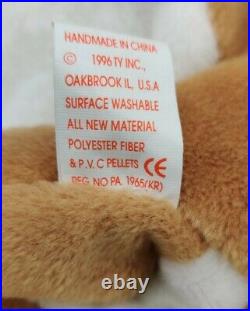 HANDMADE IN CHINA
© 1996 TY INC.,
OAKBROOK IL, U.S.A
SURFACE WASHABLE
ALL NEW MATERIAL
POLYESTER FIBER
& P.V.C PELLETS CE
REG. NO PA. 1965(KR)